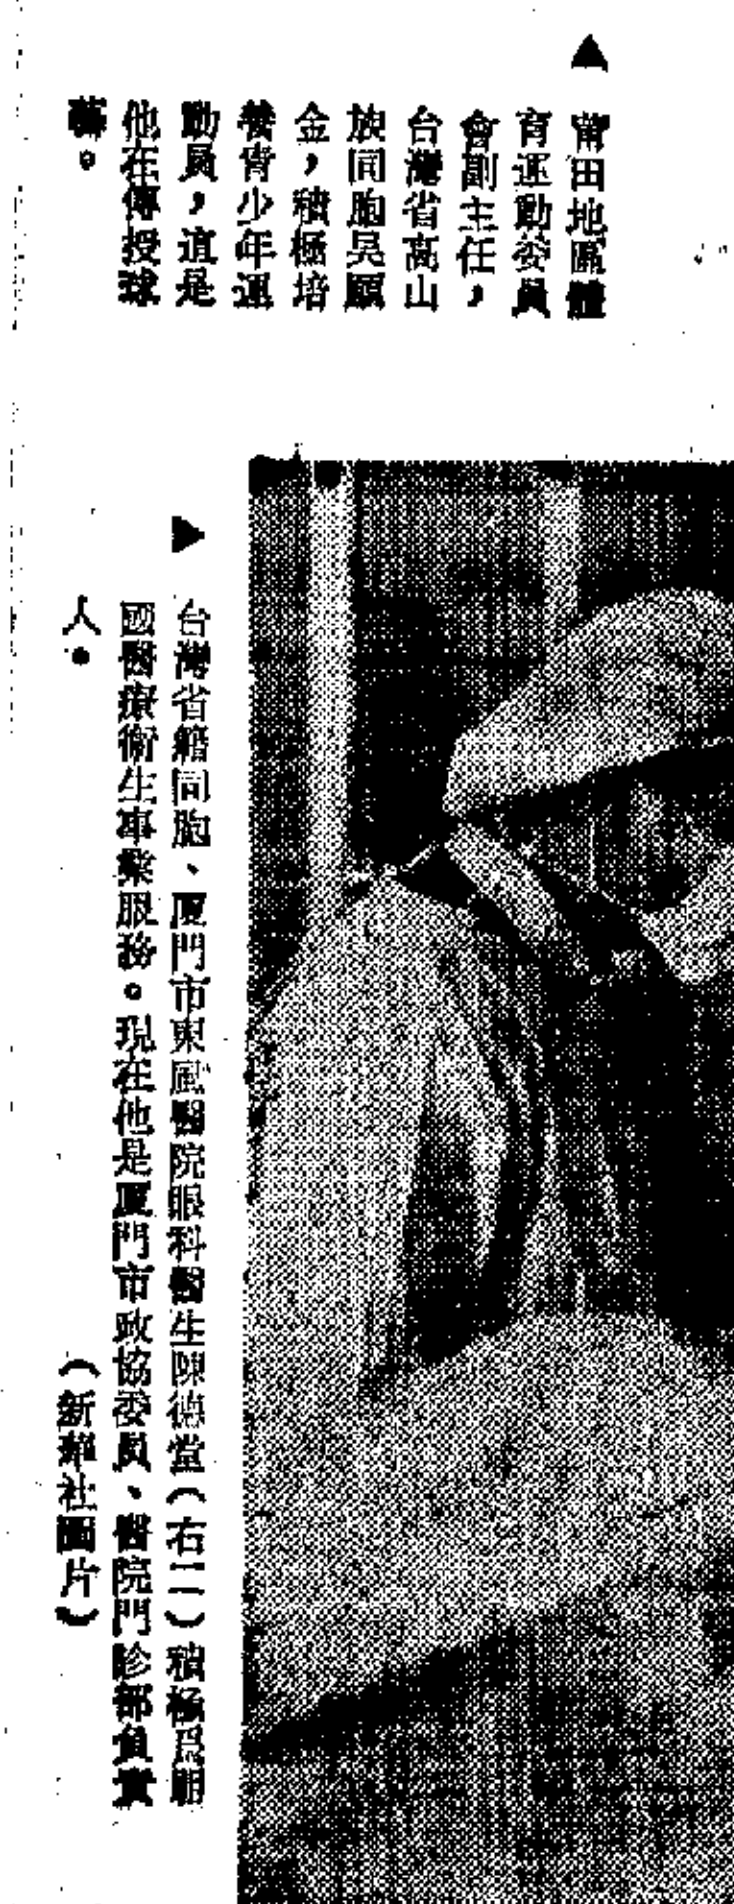 ▲
莆田地區體
育運動委員
會副主任，
台灣省高山
族同胞吳願
金，積極培
養青少年運
動員，這是
他在傳授球
藝。
▶
台灣省籍同胞、廈門市東風醫院眼科醫生陳德堂（右二）積極爲祖
國醫療衞生事業服務。現在他是廈門市政協委員、醫院門診部負責
人。
（新華社圖片）